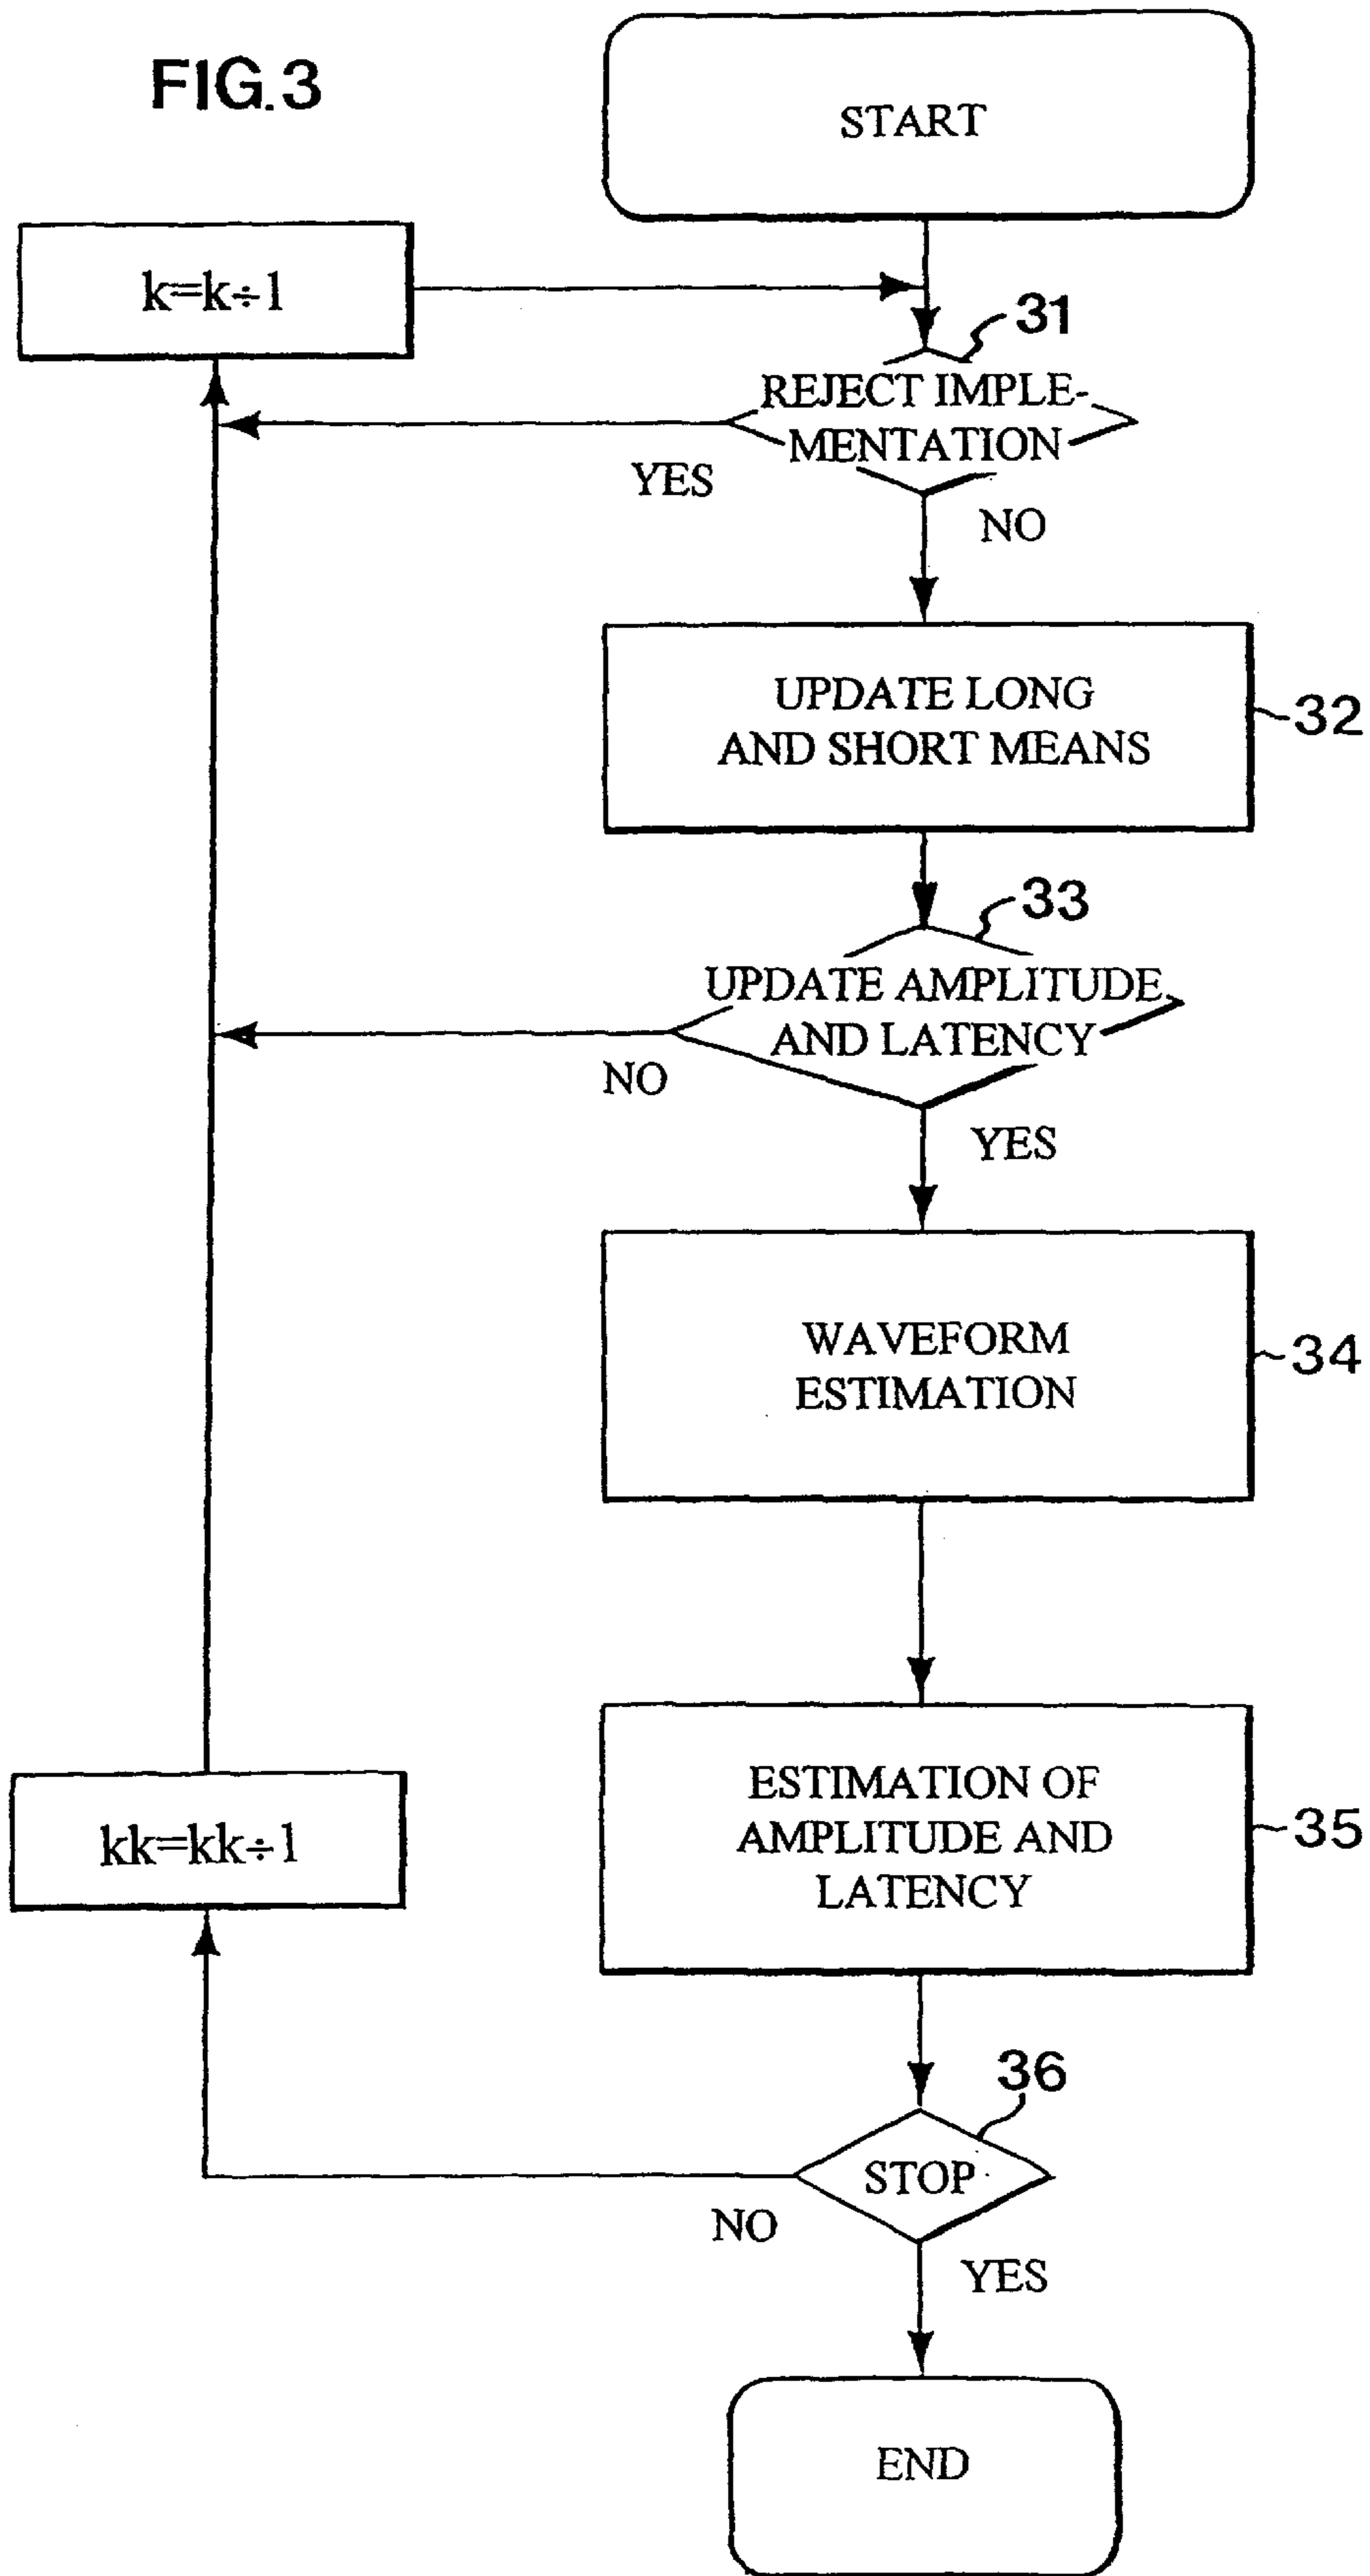 FIG.3
START
k=k÷1
31
REJECT IMPLE-
MENTATION
YES
NO
UPDATE LONG
AND SHORT MEANS
32
33
UPDATE AMPLITUDE
AND LATENCY
NO
YES
WAVEFORM
ESTIMATION
34
ESTIMATION OF
AMPLITUDE AND
LATENCY
35
kk=kk÷1
36
STOP
NO
YES
END